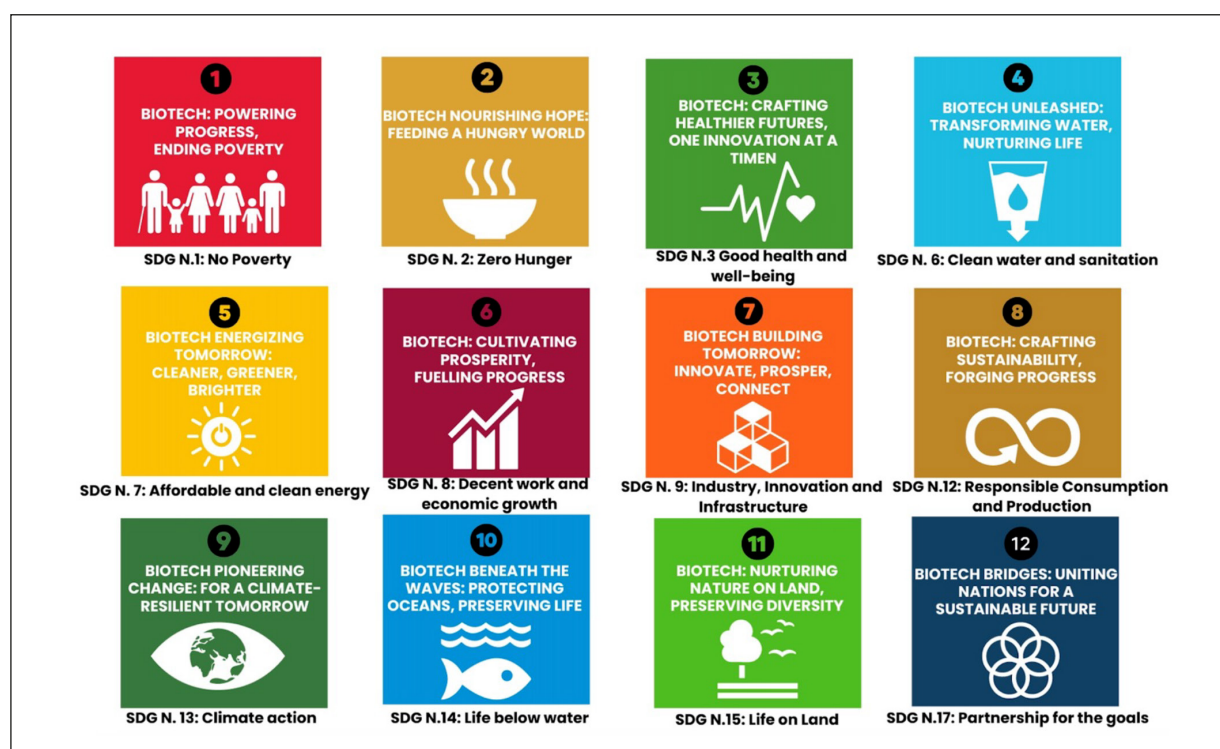 1
BIOTECH: POWERING
PROGRESS,
ENDING POVERTY
SDG N.1: No Poverty
2
BIOTECH NOURISHING HOPE:
FEEDING A HUNGRY WORLD
SDG N. 2: Zero Hunger
3
BIOTECH: CRAFTING
HEALTHIER FUTURES,
ONE INNOVATION AT A
TIMEN
SDG N.3 Good health and
well-being
4
BIOTECH UNLEASHED:
TRANSFORMING WATER,
NURTURING LIFE
SDG N. 6: Clean water and sanitation
5
BIOTECH ENERGIZING
TOMORROW:
CLEANER, GREENER,
BRIGHTER
SDG N. 7: Affordable and clean energy
6
BIOTECH: CULTIVATING
PROSPERITY,
FUELLING PROGRESS
SDG N. 8: Decent work and
economic growth
7
BIOTECH BUILDING
TOMORROW:
INNOVATE, PROSPER,
CONNECT
SDG N. 9: Industry, Innovation and
Infrastructure
8
BIOTECH: CRAFTING
SUSTAINABILITY,
FORGING PROGRESS
SDG N.12: Responsible Consumption
and Production
9
BIOTECH PIONEERING
CHANGE: FOR A CLIMATE-
RESILIENT TOMORROW
SDG N. 13: Climate action
10
BIOTECH BENEATH THE
WAVES: PROTECTING
OCEANS, PRESERVING LIFE
SDG N.14: Life below water
11
BIOTECH: NURTURING
NATURE ON LAND,
PRESERVING DIVERSITY
SDG N.15: Life on Land
12
BIOTECH BRIDGES: UNITING
NATIONS FOR A
SUSTAINABLE FUTURE
SDG N.17: Partnership for the goals